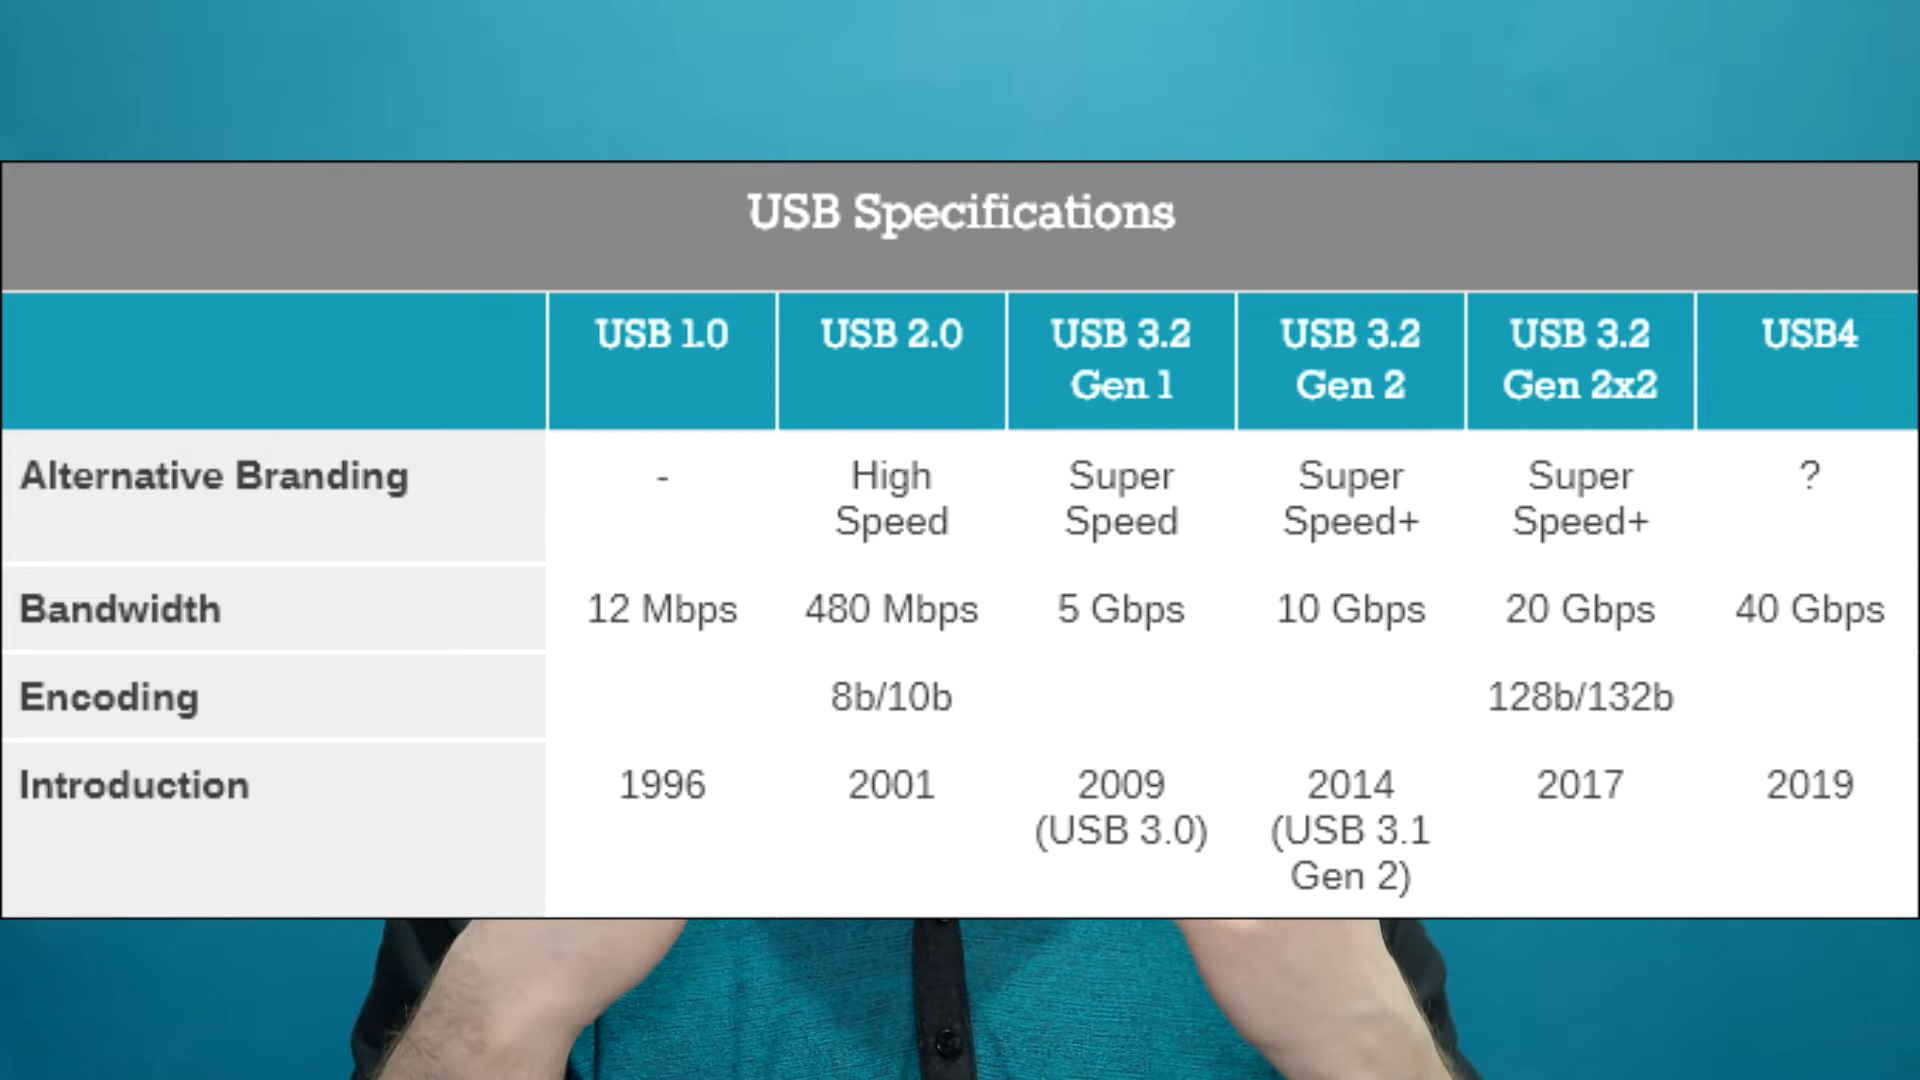 USB Specifications
USB 1.0 USB 2.0 USB 3.2 USB 3.2 USB 3.2 USB4
Gen 1 Gen 2 Gen 2x2
Alternative Branding - High Super Super Super ?
Speed Speed Speed+ Speed+
Bandwidth 12 Mbps 480 Mbps 5 Gbps 10 Gbps 20 Gbps 40 Gbps
Encoding 8b/10b 128b/132b
Introduction 1996 2001 2009 2014 2017 2019
(USB 3.0) (USB 3.1
Gen 2)